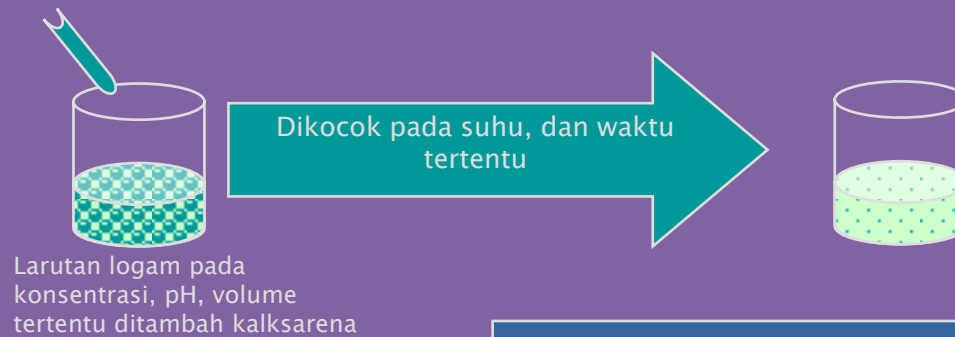 Dikocok pada suhu, dan waktu
tertentu
Larutan logam pada
konsentrasi, pH, volume
tertentu ditambah kalksarena